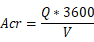 Acr = Q * 3600 / V